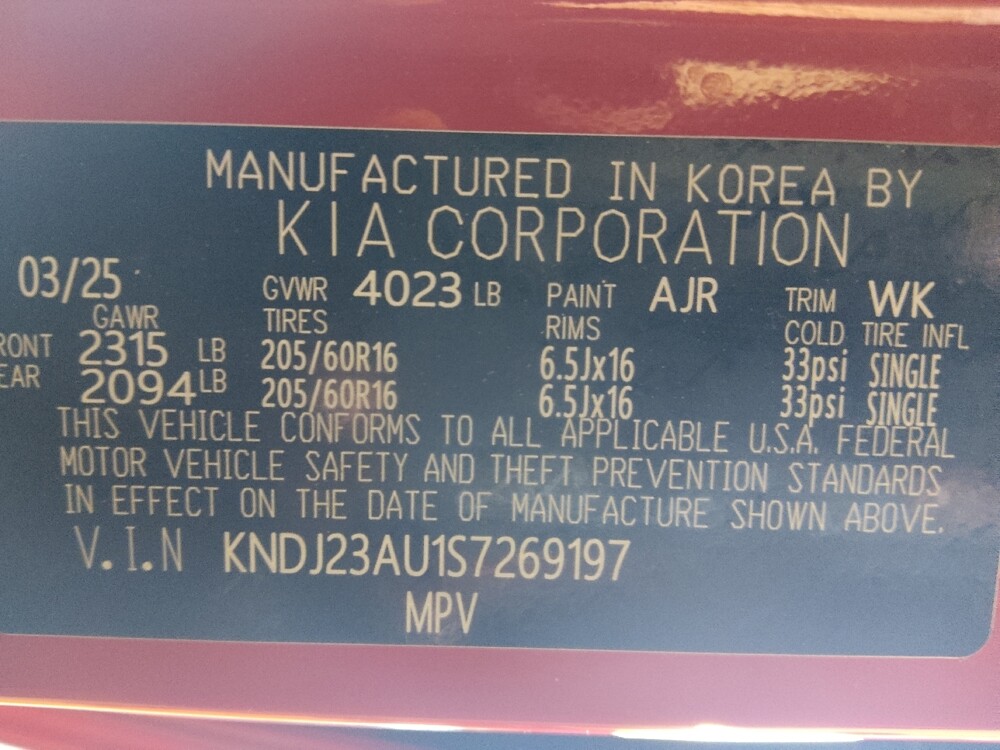 MANUFACTURED IN KOREA BY
KIA CORPORATION
03/25 GVWR 4023 LB PAINT AJR TRIM WK
GAWR TIRES RIMS COLD TIRE INFL
RONT 2315 LB 205/60R16 6.5Jx16 33psi SINGLE
EAR 2094 LB 205/60R16 6.5Jx16 33psi SINGLE
THIS VEHICLE CONFORMS TO ALL APPLICABLE U.S.A. FEDERAL
MOTOR VEHICLE SAFETY AND THEFT PREVENTION STANDARDS
IN EFFECT ON THE DATE OF MANUFACTURE SHOWN ABOVE.
V.I.N KNDJ23AU1S7269197
MPV